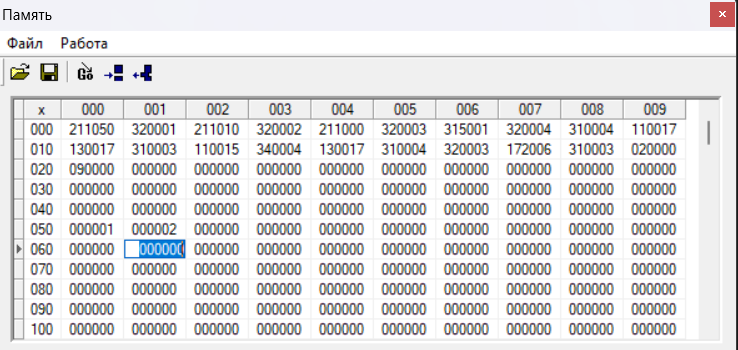 Память
Файл Работа
Go
x 000 001 002 003 004 005 006 007 008 009
000 211050 320001 211010 320002 211000 320003 315001 320004 310004 110017
010 130017 310003 110015 340004 130017 310004 320003 172006 310003 020000
020 090000 000000 000000 000000 000000 000000 000000 000000 000000 000000
030 000000 000000 000000 000000 000000 000000 000000 000000 000000 000000
040 000000 000000 000000 000000 000000 000000 000000 000000 000000 000000
050 000001 000002 000000 000000 000000 000000 000000 000000 000000 000000
060 000000 000000 000000 000000 000000 000000 000000 000000 000000 000000
070 000000 000000 000000 000000 000000 000000 000000 000000 000000 000000
080 000000 000000 000000 000000 000000 000000 000000 000000 000000 000000
090 000000 000000 000000 000000 000000 000000 000000 000000 000000 000000
100 000000 000000 000000 000000 000000 000000 000000 000000 000000 000000